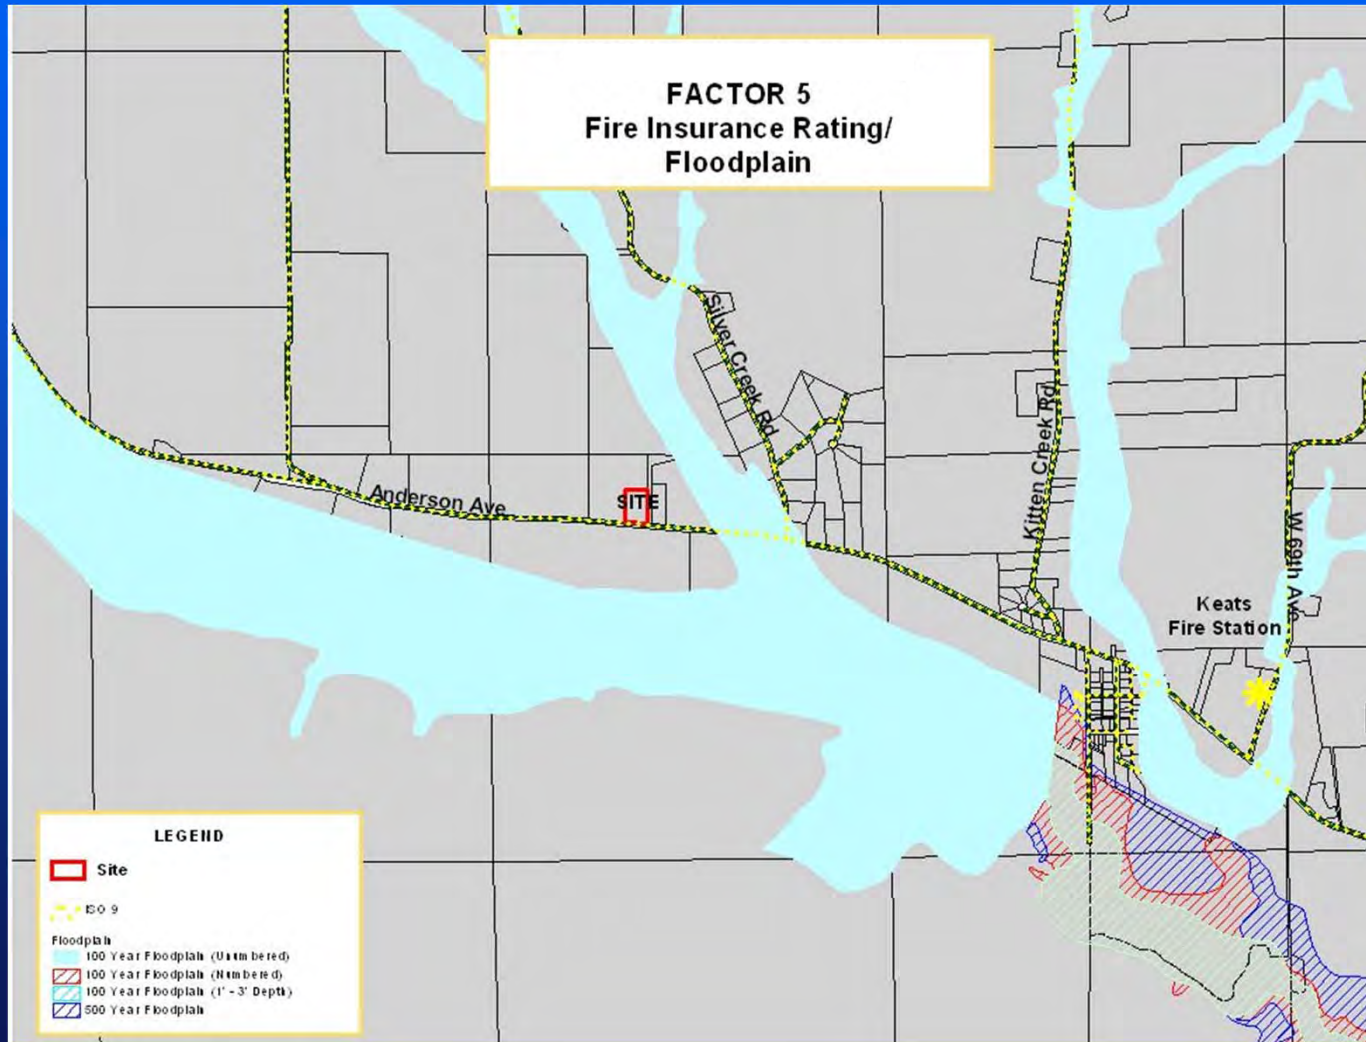 FACTOR 5
Fire Insurance Rating/
Floodplain
Silver Creek Rd
Kitten Creek Rd
Anderson Ave
SITE
W 69th Ave
Keats
Fire Station
A
LEGEND
Site
ISO 9
Floodplain
100 Year Floodplain (Unnumbered)
100 Year Floodplain (Numbered)
100 Year Floodplain (1' - 3' Depth)
500 Year Floodplain